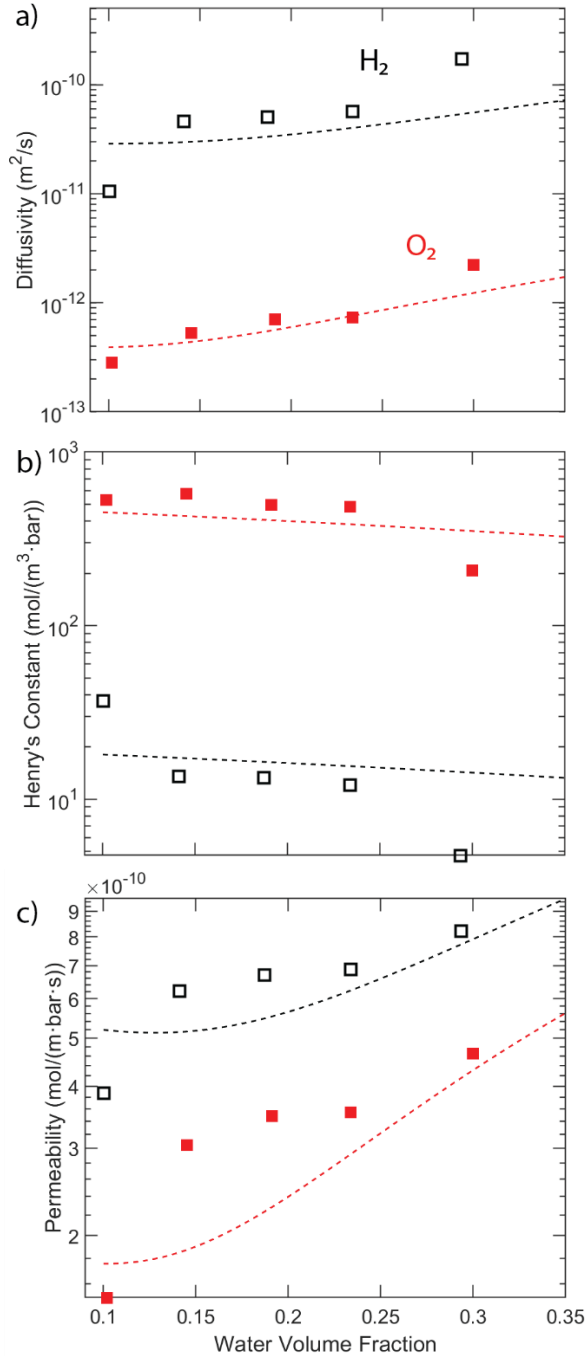 a)
H₂
O₂
10⁻¹⁰
10⁻¹¹
10⁻¹²
10⁻¹³
Diffusivity (m²/s)
b)
10³
10²
10¹
Henry's Constant (mol/(m³·bar))
c)
×10⁻¹⁰
9
8
7
6
5
4
3
2
Permeability (mol/(m·bar·s))
0.1 0.15 0.2 0.25 0.3 0.35
Water Volume Fraction